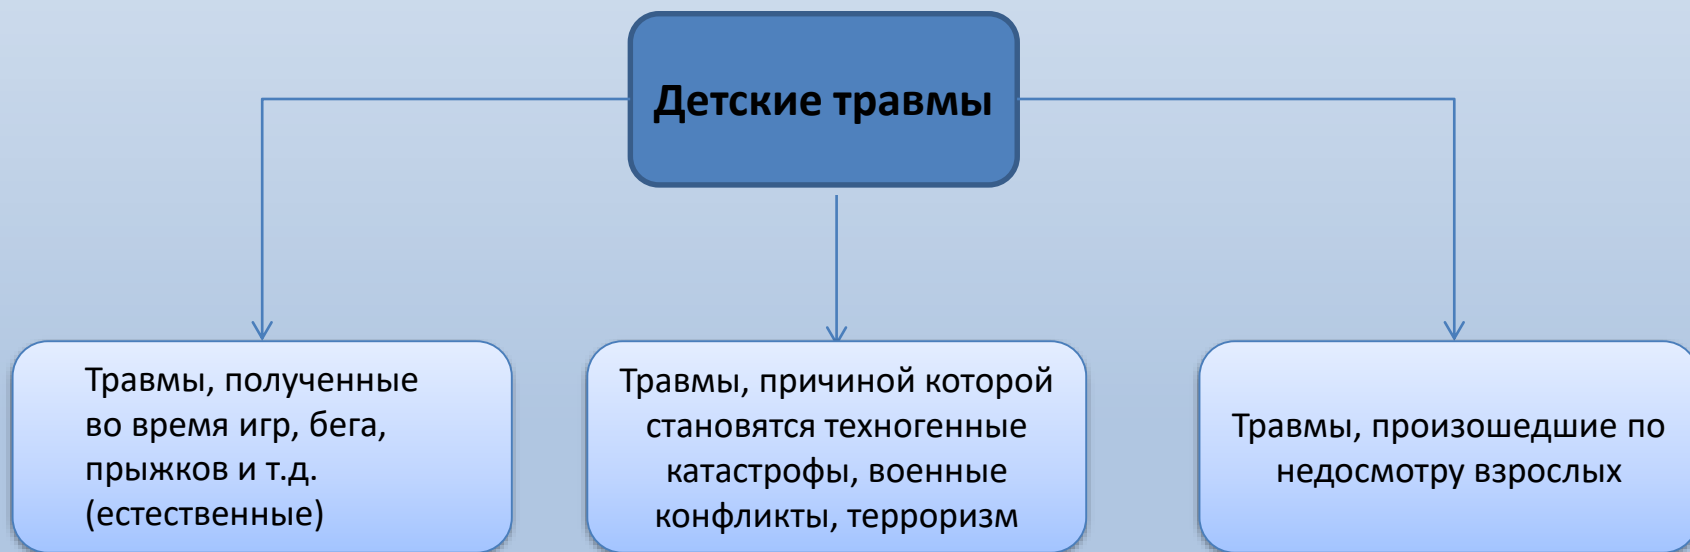 Детские травмы
Травмы, полученные
во время игр, бега,
прыжков и т.д.
(естественные)
Травмы, причиной которой
становятся техногенные
катастрофы, военные
конфликты, терроризм
Травмы, произошедшие по
недосмотру взрослых